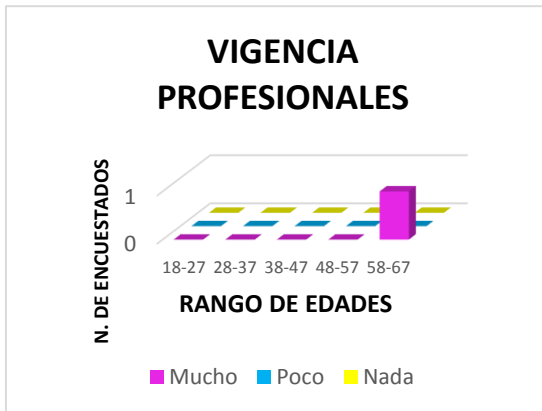 VIGENCIA
PROFESIONALES
N. DE ENCUESTADOS
1
0
18-27 28-37 38-47 48-57 58-67
RANGO DE EDADES
Mucho Poco Nada